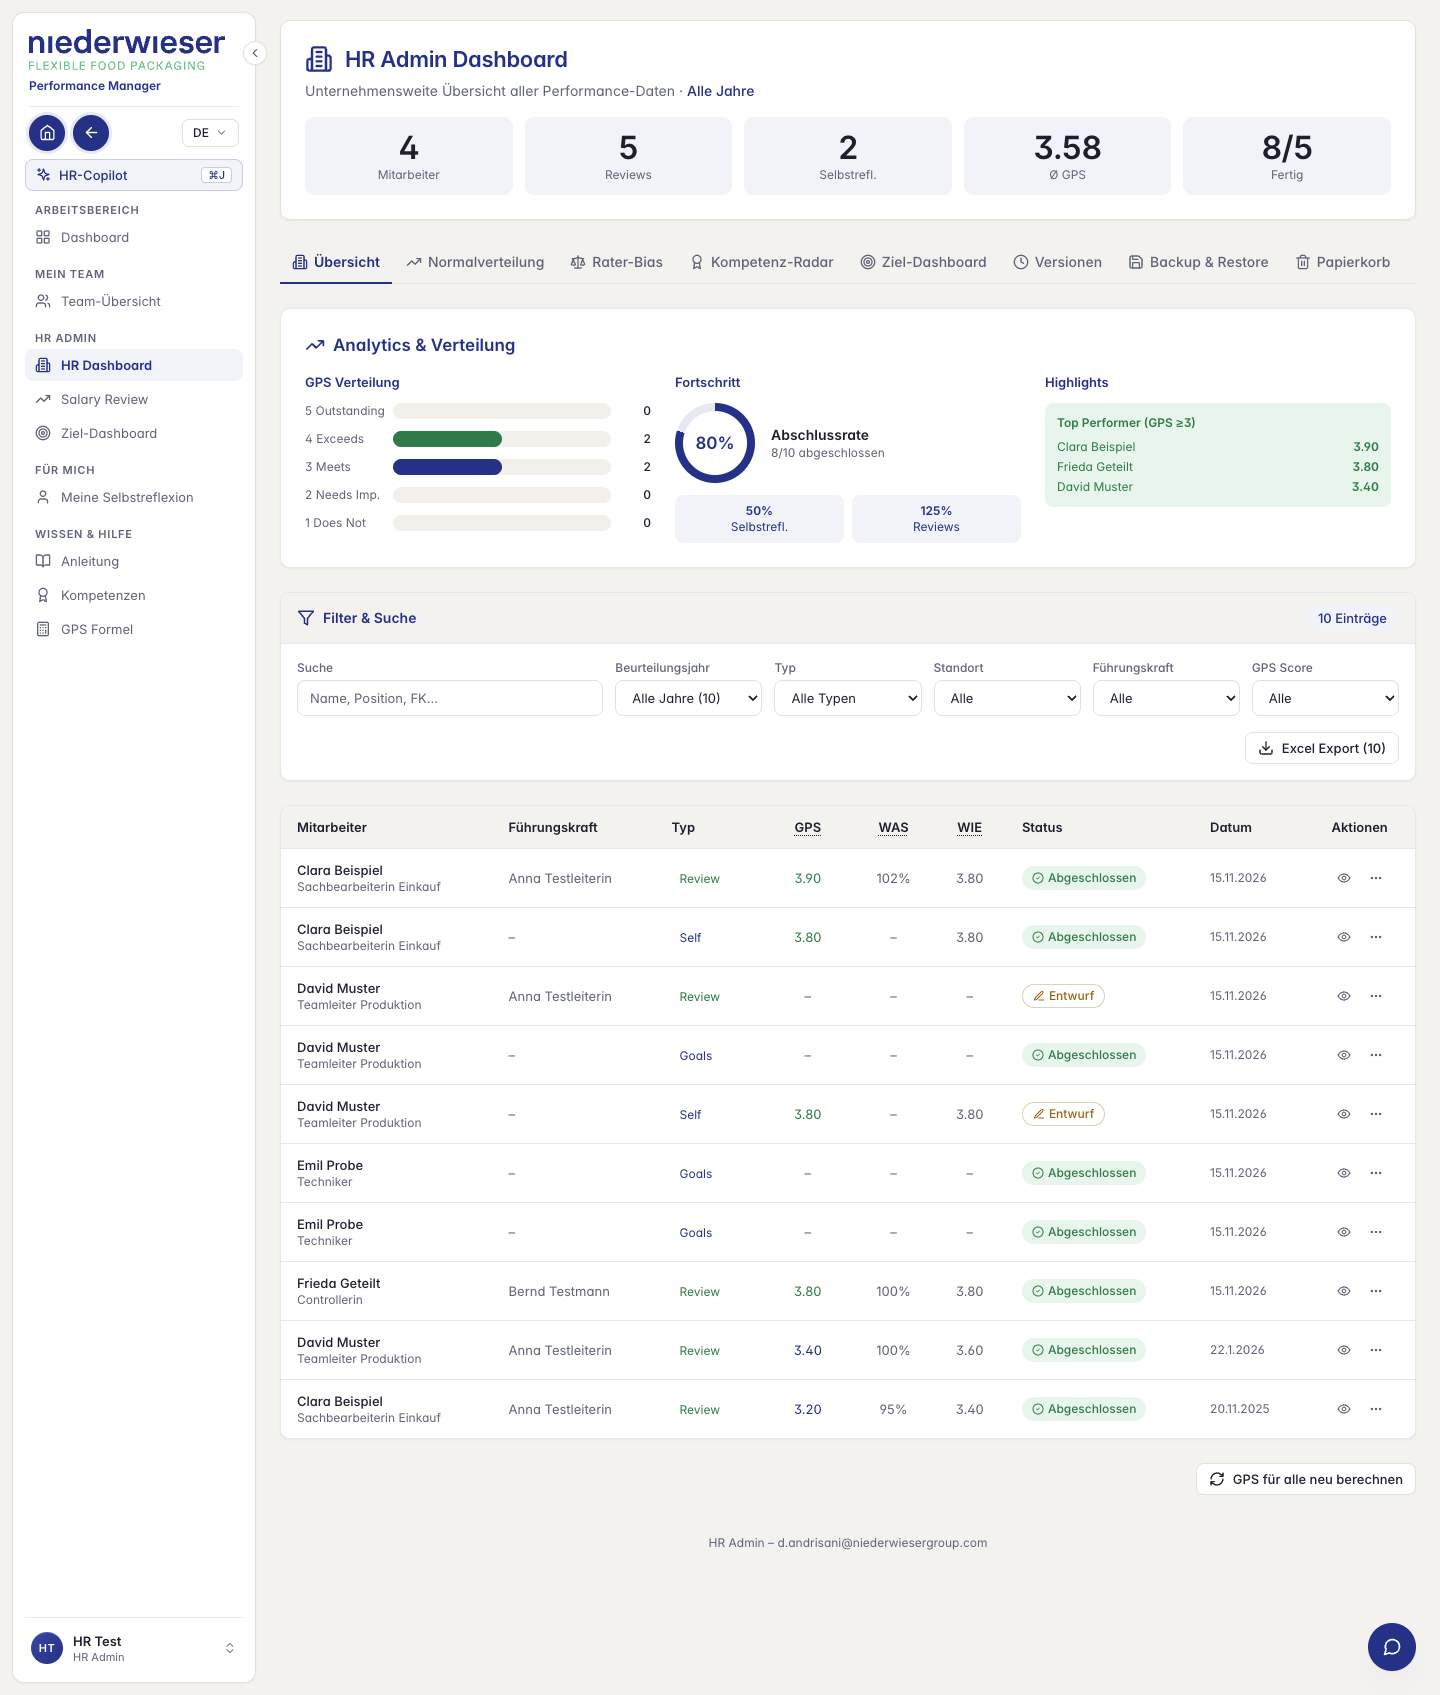 niederwieser
FLEXIBLE FOOD PACKAGING
Performance Manager
DE
HR-Copilot ⌘J
ARBEITSBEREICH
Dashboard
MEIN TEAM
Team-Übersicht
HR ADMIN
HR Dashboard
Salary Review
Ziel-Dashboard
FÜR MICH
Meine Selbstreflexion
WISSEN & HILFE
Anleitung
Kompetenzen
GPS Formel
HT
HR Test
HR Admin
HR Admin Dashboard
Unternehmensweite Übersicht aller Performance-Daten · Alle Jahre
4 5 2 3.58 8/5
Mitarbeiter Reviews Selbstrefl. Ø GPS Fertig
Übersicht Normalverteilung Rater-Bias Kompetenz-Radar Ziel-Dashboard Versionen Backup & Restore Papierkorb
Analytics & Verteilung
GPS Verteilung
5 Outstanding 0
4 Exceeds 2
3 Meets 2
2 Needs Imp. 0
1 Does Not 0
Fortschritt
80%
Abschlussrate
8/10 abgeschlossen
50% 125%
Selbstrefl. Reviews
Highlights
Top Performer (GPS ≥3)
Clara Beispiel 3.90
Frieda Geteilt 3.80
David Muster 3.40
Filter & Suche 10 Einträge
Suche Beurteilungsjahr Typ Standort Führungskraft GPS Score
Name, Position, FK... Alle Jahre (10) Alle Typen Alle Alle Alle
Excel Export (10)
Mitarbeiter Führungskraft Typ GPS WAS WIE Status Datum Aktionen
Clara Beispiel
Sachbearbeiterin Einkauf Anna Testleiterin Review 3.90 102% 3.80 Abgeschlossen 15.11.2026
Clara Beispiel
Sachbearbeiterin Einkauf – Self 3.80 – 3.80 Abgeschlossen 15.11.2026
David Muster
Teamleiter Produktion Anna Testleiterin Review – – – Entwurf 15.11.2026
David Muster
Teamleiter Produktion – Goals – – – Abgeschlossen 15.11.2026
David Muster
Teamleiter Produktion – Self 3.80 – 3.80 Entwurf 15.11.2026
Emil Probe
Techniker – Goals – – – Abgeschlossen 15.11.2026
Emil Probe
Techniker – Goals – – – Abgeschlossen 15.11.2026
Frieda Geteilt
Controllerin Bernd Testmann Review 3.80 100% 3.80 Abgeschlossen 15.11.2026
David Muster
Teamleiter Produktion Anna Testleiterin Review 3.40 100% 3.60 Abgeschlossen 22.1.2026
Clara Beispiel
Sachbearbeiterin Einkauf Anna Testleiterin Review 3.20 95% 3.40 Abgeschlossen 20.11.2025
GPS für alle neu berechnen
HR Admin – d.andrisani@niederwiesergroup.com